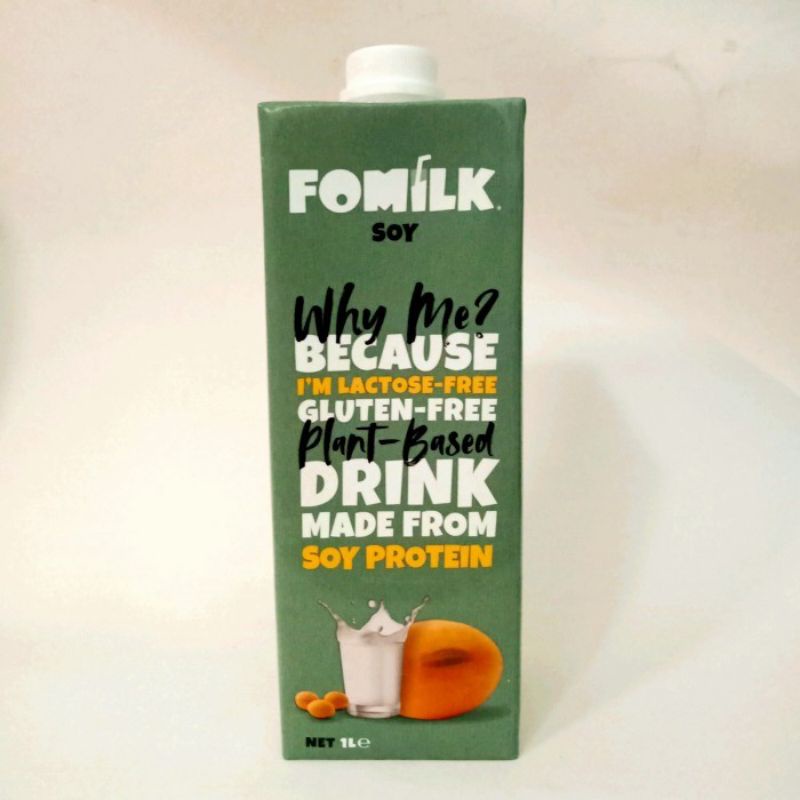 FOMiLK.
SOY
Why Me?
BECAUSE
I'M LACTOSE-FREE
GLUTEN-FREE
Plant-Based
DRINK
MADE FROM
SOY PROTEIN
NET 1L℮